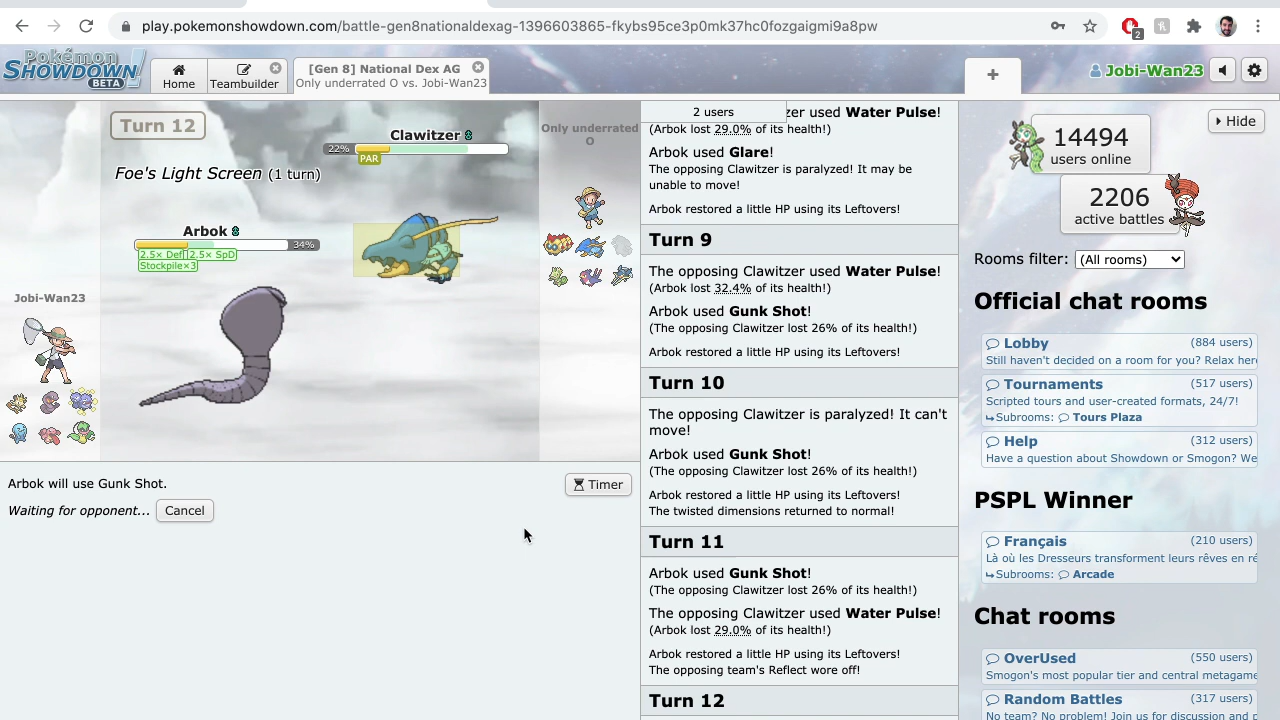 play.pokemonshowdown.com/battle-gen8nationaldexag-1396603865-fkybs95ce3p0mk37hc0fozgaigmi9a8pw
2
Pokémon
SHOWDOWN!
BETA
Home
Teambuilder
[Gen 8] National Dex AG
Only underrated O vs. Jobi-Wan23
+
Jobi-Wan23
Turn 12
Clawitzer
22%
PAR
Foe's Light Screen (1 turn)
Arbok
34%
2.5× Def 2.5× SpD
Stockpile×3
Jobi-Wan23
Only underrated
O
Arbok will use Gunk Shot.
Timer
Waiting for opponent...
Cancel
2 users
zer used Water Pulse!
(Arbok lost 29.0% of its health!)
Arbok used Glare!
The opposing Clawitzer is paralyzed! It may be
unable to move!
Arbok restored a little HP using its Leftovers!
Turn 9
The opposing Clawitzer used Water Pulse!
(Arbok lost 32.4% of its health!)
Arbok used Gunk Shot!
(The opposing Clawitzer lost 26% of its health!)
Arbok restored a little HP using its Leftovers!
Turn 10
The opposing Clawitzer is paralyzed! It can't
move!
Arbok used Gunk Shot!
(The opposing Clawitzer lost 26% of its health!)
Arbok restored a little HP using its Leftovers!
The twisted dimensions returned to normal!
Turn 11
Arbok used Gunk Shot!
(The opposing Clawitzer lost 26% of its health!)
The opposing Clawitzer used Water Pulse!
(Arbok lost 29.0% of its health!)
Arbok restored a little HP using its Leftovers!
The opposing team's Reflect wore off!
Turn 12
Hide
14494
users online
2206
active battles
Rooms filter: (All rooms)
Official chat rooms
Lobby (884 users)
Still haven't decided on a room for you? Relax her
Tournaments (517 users)
Scripted tours and user-created formats, 24/7!
Subrooms: Tours Plaza
Help (312 users)
Have a question about Showdown or Smogon? We
PSPL Winner
Français (210 users)
Là où les Dresseurs transforment leurs rêves en ré
Subrooms: Arcade
Chat rooms
OverUsed (550 users)
Smogon's most popular tier and central metagame
Random Battles (317 users)
No team? No problem! Join us for discussion and p